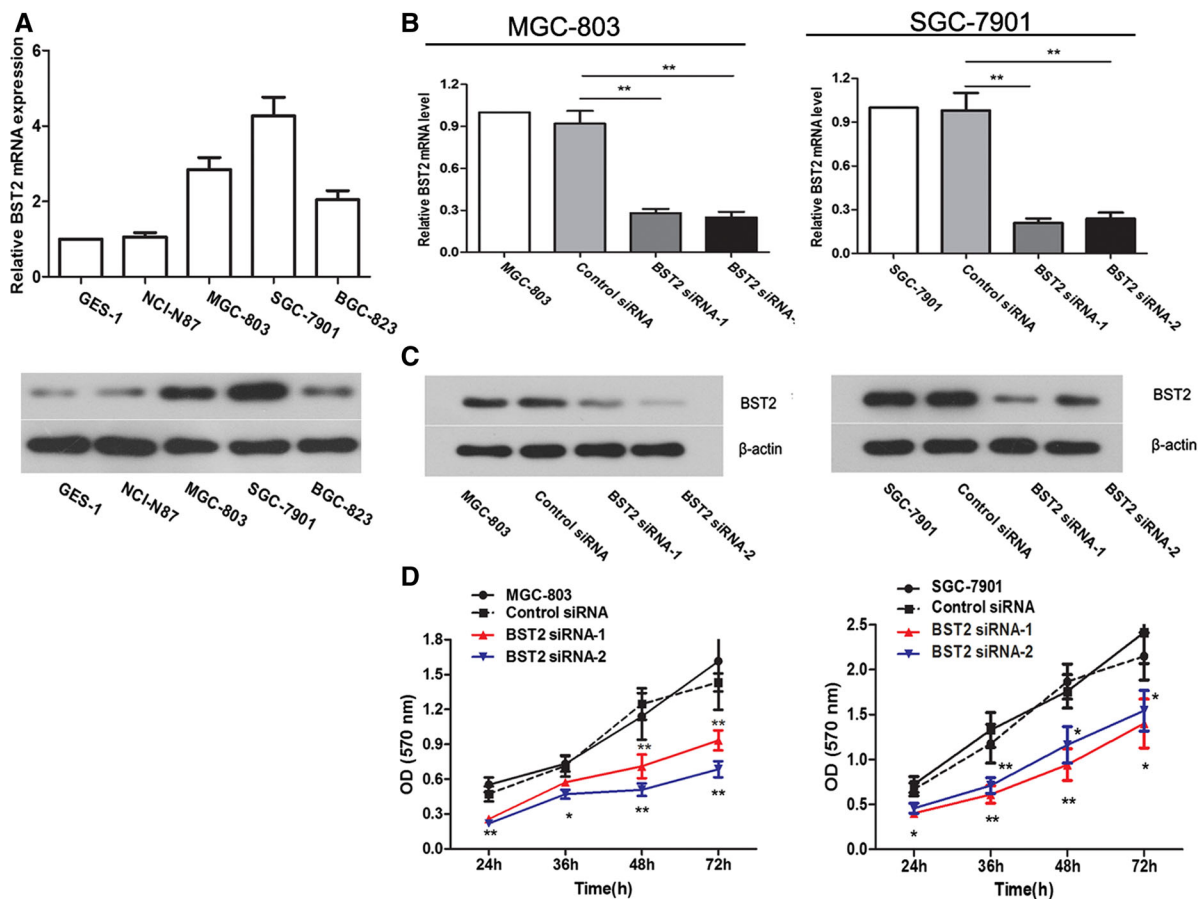 A
Relative BST2 mRNA expression
6
4
2
0
GES-1
NCI-N87
MGC-803
SGC-7901
BGC-823
GES-1
NCI-N87
MGC-803
SGC-7901
BGC-823
B
MGC-803
Relative BST2 mRNA level
1.2
0.9
0.6
0.3
0.0
**
**
MGC-803
Control siRNA
BST2 siRNA-1
BST2 siRNA-
SGC-7901
Relative BST2 mRNA level
1.2
0.9
0.6
0.3
0.0
**
**
SGC-7901
Control siRNA
BST2 siRNA-1
BST2 siRNA-2
C
BST2
β-actin
MGC-803
Control siRNA
BST2 siRNA-1
BST2 siRNA-2
BST2
β-actin
SGC-7901
Control siRNA
BST2 siRNA-1
BST2 siRNA-2
D
MGC-803
Control siRNA
BST2 siRNA-1
BST2 siRNA-2
OD (570 nm)
1.8
1.5
1.2
0.9
0.6
0.3
0.0
**
**
**
*
**
**
24h
36h
48h
72h
Time(h)
SGC-7901
Control siRNA
BST2 siRNA-1
BST2 siRNA-2
OD (570 nm)
2.5
2.0
1.5
1.0
0.5
0.0
*
*
**
*
**
**
*
24h
36h
48h
72h
Time(h)